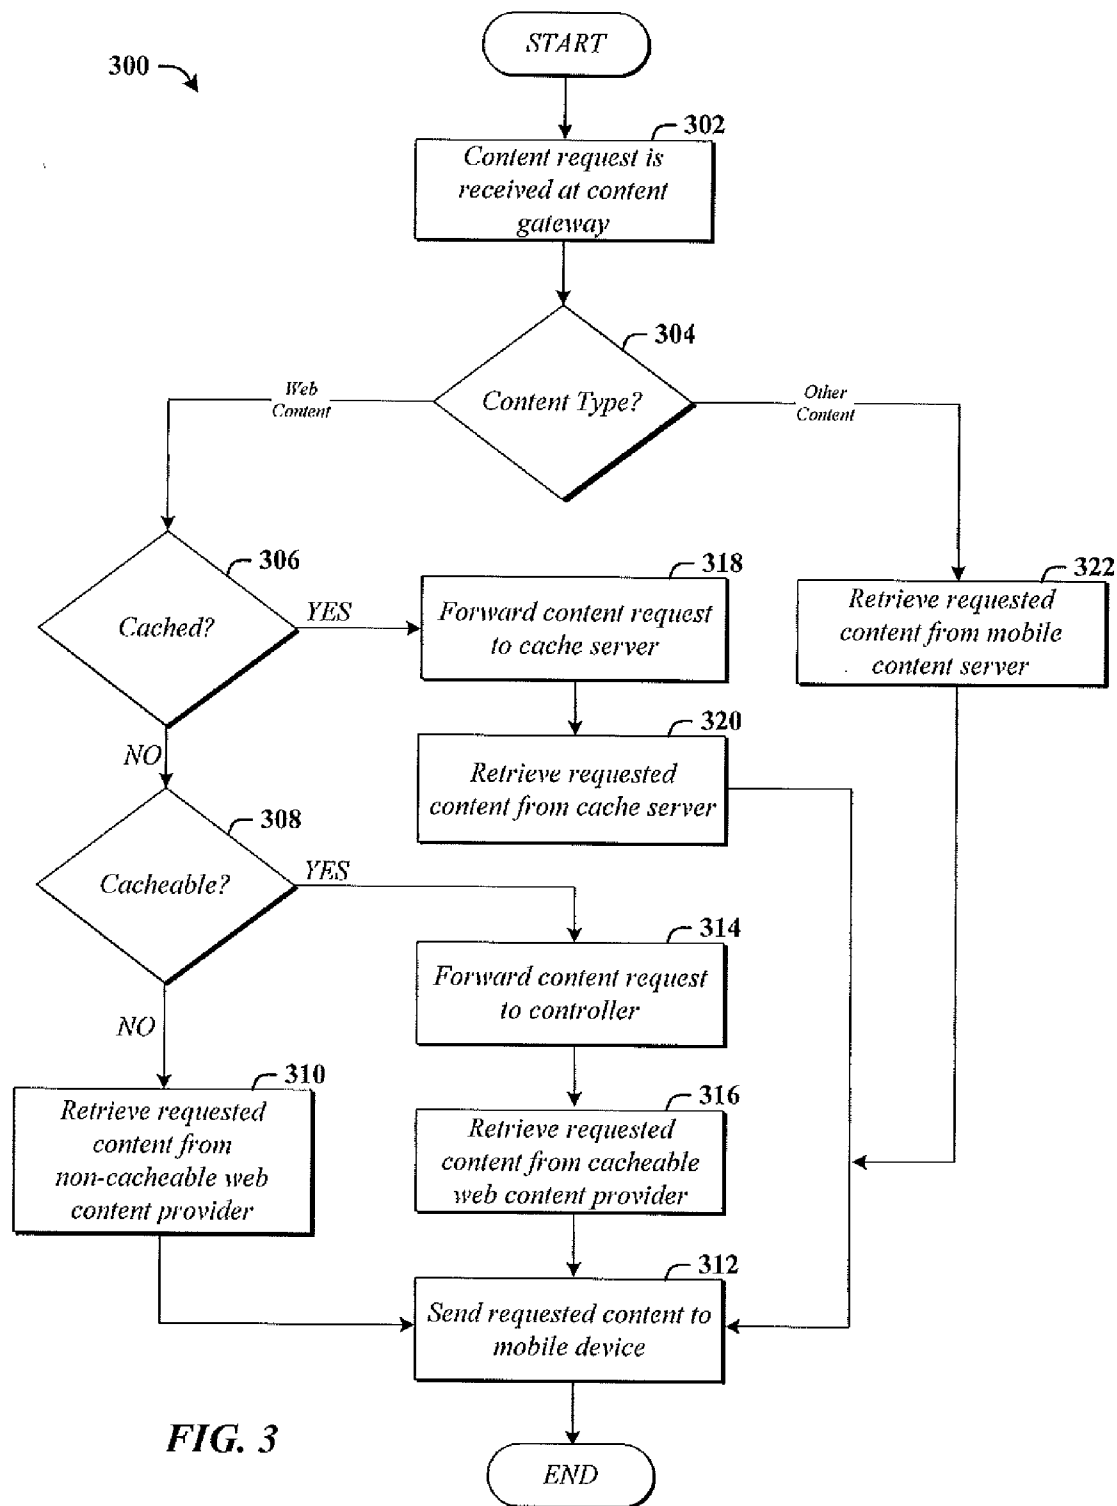 START
300
302
Content request is
received at content
gateway
304
Content Type?
Web
Content
Other
Content
306
Cached?
YES
318
Forward content request
to cache server
322
Retrieve requested
content from mobile
content server
NO
320
Retrieve requested
content from cache server
308
Cacheable?
YES
314
Forward content request
to controller
NO
310
Retrieve requested
content from
non-cacheable web
content provider
316
Retrieve requested
content from cacheable
web content provider
312
Send requested content to
mobile device
FIG. 3
END